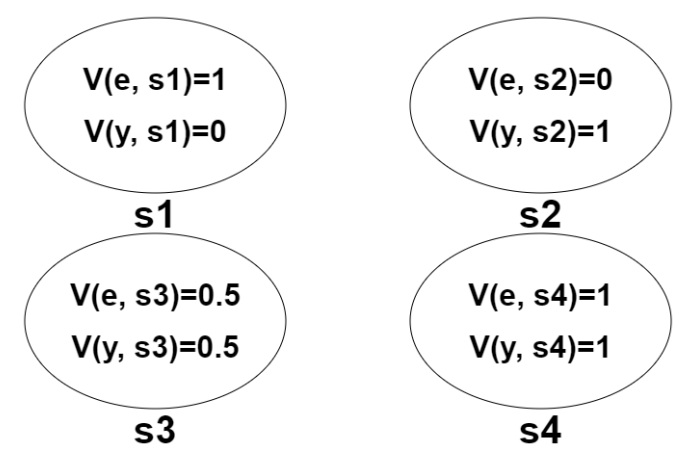 V(e, s1)=1
V(y, s1)=0
s1
V(e, s2)=0
V(y, s2)=1
s2
V(e, s3)=0.5
V(y, s3)=0.5
s3
V(e, s4)=1
V(y, s4)=1
s4